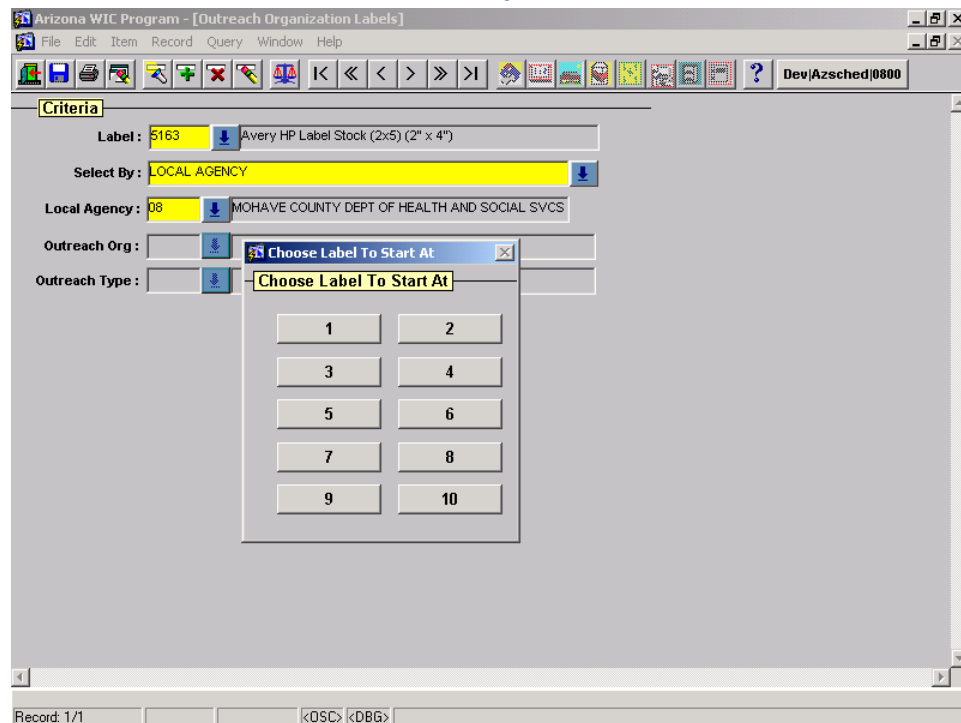 Arizona WIC Program - [Outreach Organization Labels]
File Edit Item Record Query Window Help
? Dev|Azsched|0800
Criteria
Label : 5163 Avery HP Label Stock (2x5) (2" x 4")
Select By : LOCAL AGENCY
Local Agency : 08 MOHAVE COUNTY DEPT OF HEALTH AND SOCIAL SVCS
Outreach Org :
Outreach Type :
Choose Label To Start At
Choose Label To Start At
1 2
3 4
5 6
7 8
9 10
Record: 1/1 <OSC> <DBG>